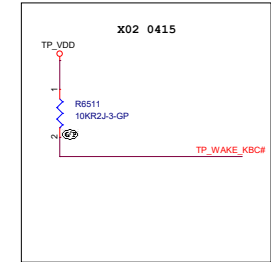 X02 0415
TP_VDD
1
R6511
10KR2J-3-GP
2
TP_WAKE_KBC#